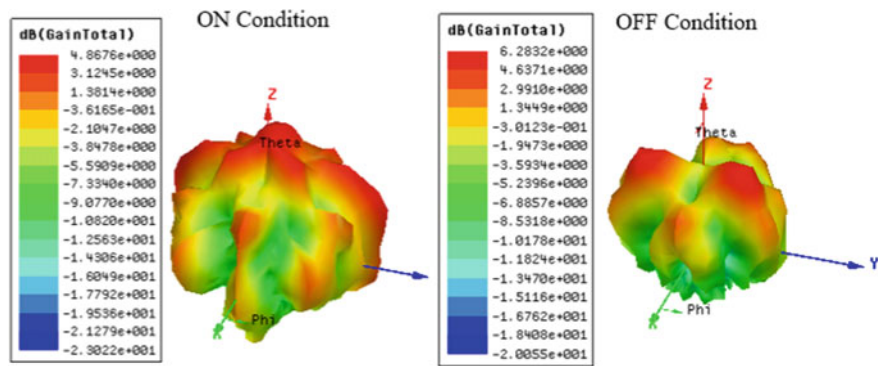 ON Condition
dB(GainTotal)
4.8676e+000
3.1245e+000
1.3814e+000
-3.6165e-001
-2.1047e+000
-3.8478e+000
-5.5909e+000
-7.3340e+000
-9.0770e+000
-1.0820e+001
-1.2563e+001
-1.4306e+001
-1.6049e+001
-1.7792e+001
-1.9536e+001
-2.1279e+001
-2.3022e+001
Z
Theta
X
Phi
OFF Condition
dB(GainTotal)
6.2832e+000
4.6371e+000
2.9910e+000
1.3449e+000
-3.0123e-001
-1.9473e+000
-3.5934e+000
-5.2396e+000
-6.8857e+000
-8.5318e+000
-1.0178e+001
-1.1824e+001
-1.3470e+001
-1.5116e+001
-1.6762e+001
-1.8408e+001
-2.0055e+001
Z
Theta
Y
X
Phi